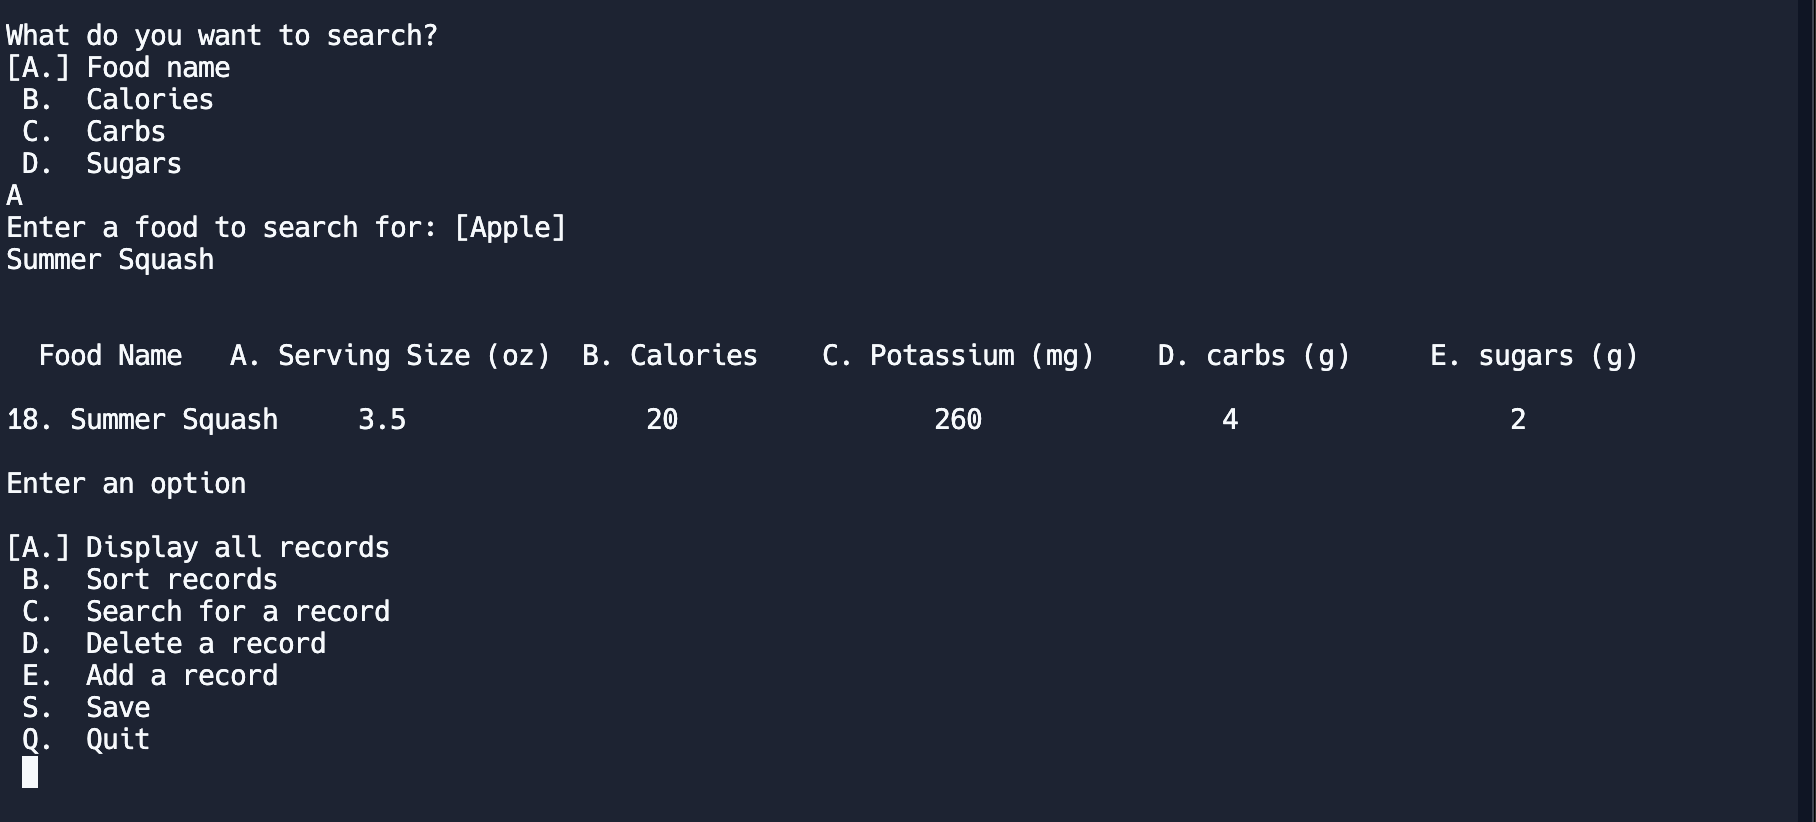 What do you want to search?
[A.] Food name
B.  Calories
C.  Carbs
D.  Sugars
A
Enter a food to search for: [Apple]
Summer Squash
Food Name   A. Serving Size (oz)  B. Calories    C. Potassium (mg)    D. carbs (g)     E. sugars (g)
18. Summer Squash     3.5               20                260               4                 2
Enter an option
[A.] Display all records
B.  Sort records
C.  Search for a record
D.  Delete a record
E.  Add a record
S.  Save
Q.  Quit